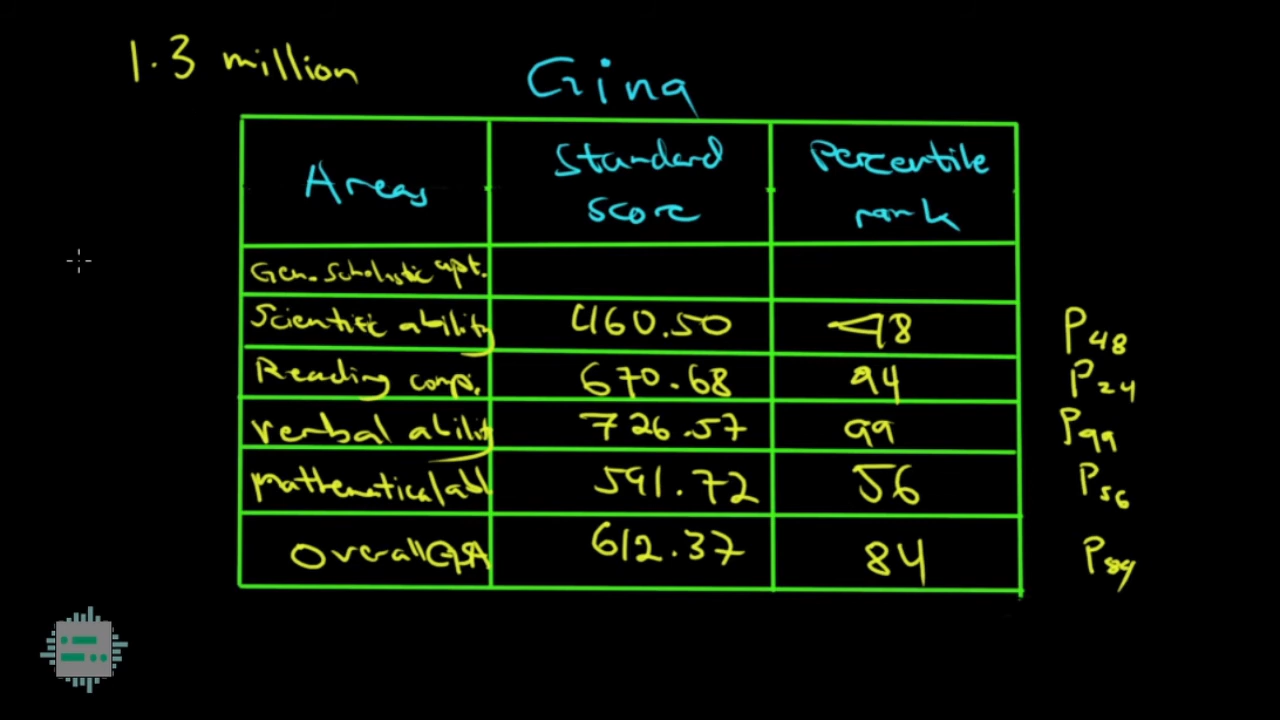 1.3 million
Gina
Areas Standard score Percentile rank
Gen. Scholastic apt.
Scientific ability 460.50 48 P48
Reading comp. 670.68 94 P24
verbal ability 726.57 99 P99
mathematical abl 591.72 56 P56
Overall GSA 612.37 84 P84